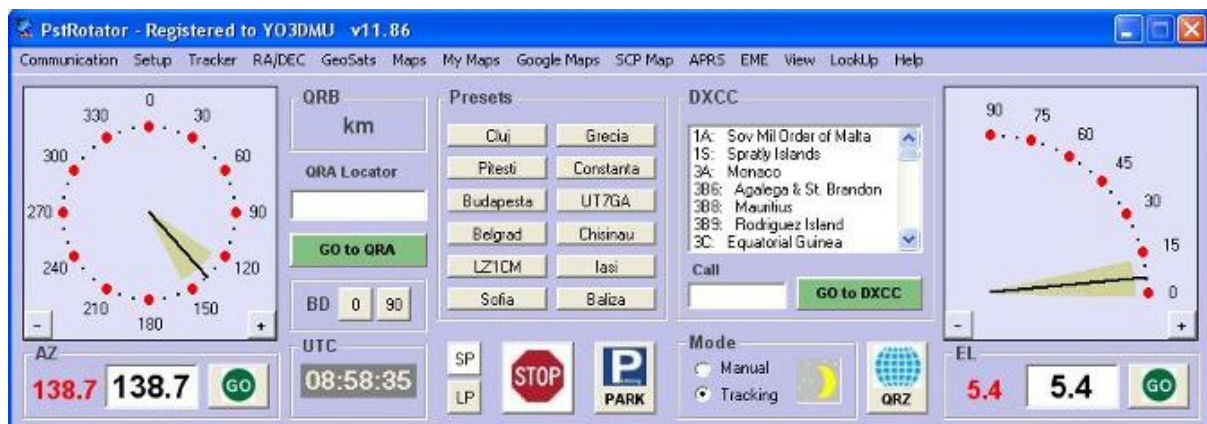 PstRotator - Registered to YO3DMU v11.86
Communication Setup Tracker RA/DEC GeoSats Maps My Maps Google Maps SCP Map APRS EME View LookUp Help
0
30
60
90
120
150
180
210
240
270
300
330
-
+
AZ
138.7
138.7
GO
QRB
km
QRA Locator
GO to QRA
BD 0 90
UTC
08:58:35
Presets
Cluj Grecia
Pitesti Constanta
Budapesta UT7GA
Belgrad Chisinau
LZ1CM Iasi
Sofia Baliza
SP
LP
STOP
P
PARK
DXCC
1A: Sov Mil Order of Malta
1S: Spratly Islands
3A: Monaco
3B6: Agalega & St. Brandon
3B8: Mauritius
3B9: Rodriguez Island
3C: Equatorial Guinea
Call
GO to DXCC
Mode
Manual
Tracking
QRZ
90
75
60
45
30
15
0
-
+
EL
5.4
5.4
GO